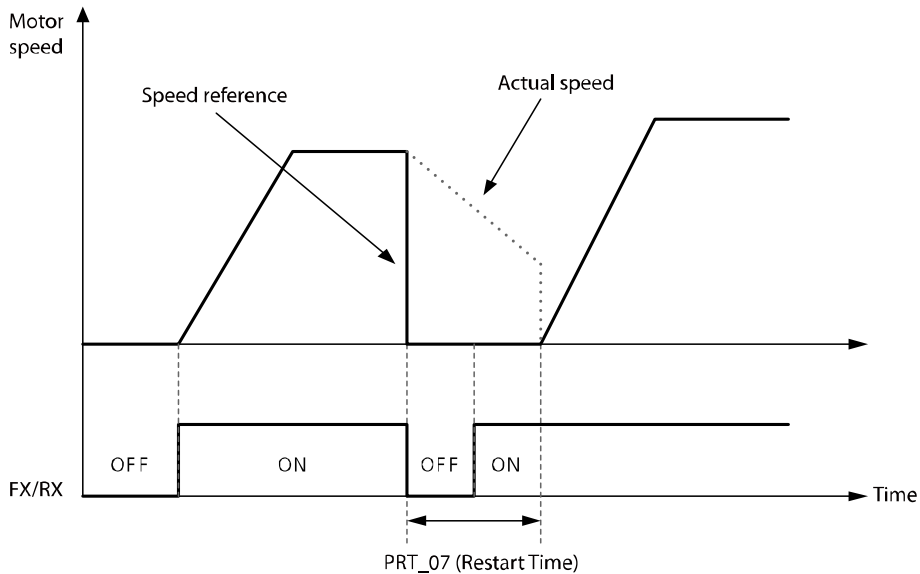 Motor
speed
Speed reference
Actual speed
OFF
ON
OFF
ON
FX/RX
Time
PRT_07 (Restart Time)